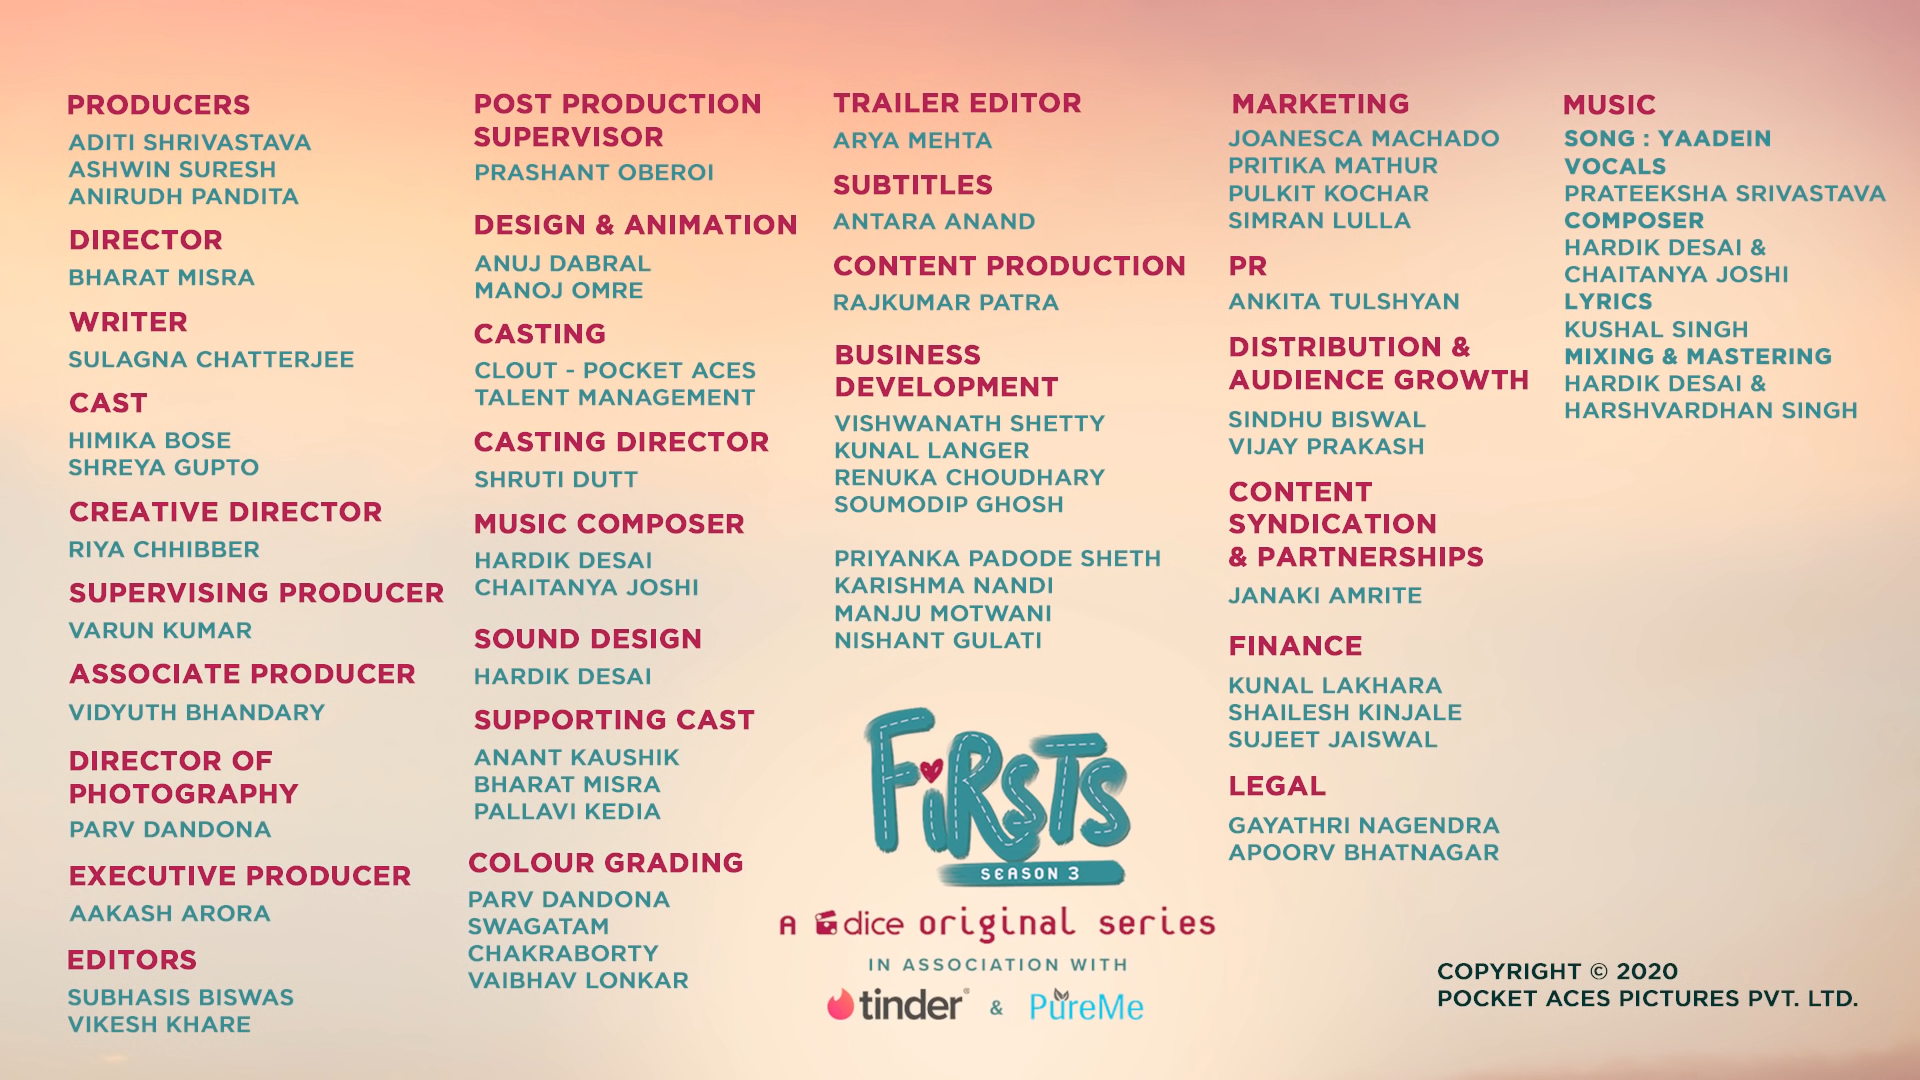 PRODUCERS
ADITI SHRIVASTAVA
ASHWIN SURESH
ANIRUDH PANDITA
DIRECTOR
BHARAT MISRA
WRITER
SULAGNA CHATTERJEE
CAST
HIMIKA BOSE
SHREYA GUPTO
CREATIVE DIRECTOR
RIYA CHHIBBER
SUPERVISING PRODUCER
VARUN KUMAR
ASSOCIATE PRODUCER
VIDYUTH BHANDARY
DIRECTOR OF
PHOTOGRAPHY
PARV DANDONA
EXECUTIVE PRODUCER
AAKASH ARORA
EDITORS
SUBHASIS BISWAS
VIKESH KHARE
POST PRODUCTION
SUPERVISOR
PRASHANT OBEROI
DESIGN & ANIMATION
ANUJ DABRAL
MANOJ OMRE
CASTING
CLOUT - POCKET ACES
TALENT MANAGEMENT
CASTING DIRECTOR
SHRUTI DUTT
MUSIC COMPOSER
HARDIK DESAI
CHAITANYA JOSHI
SOUND DESIGN
HARDIK DESAI
SUPPORTING CAST
ANANT KAUSHIK
BHARAT MISRA
PALLAVI KEDIA
COLOUR GRADING
PARV DANDONA
SWAGATAM
CHAKRABORTY
VAIBHAV LONKAR
TRAILER EDITOR
ARYA MEHTA
SUBTITLES
ANTARA ANAND
CONTENT PRODUCTION
RAJKUMAR PATRA
BUSINESS
DEVELOPMENT
VISHWANATH SHETTY
KUNAL LANGER
RENUKA CHOUDHARY
SOUMODIP GHOSH
PRIYANKA PADODE SHETH
KARISHMA NANDI
MANJU MOTWANI
NISHANT GULATI
FiRSTS
SEASON 3
A dice original series
IN ASSOCIATION WITH
tinder & PureMe
MARKETING
JOANESCA MACHADO
PRITIKA MATHUR
PULKIT KOCHAR
SIMRAN LULLA
PR
ANKITA TULSHYAN
DISTRIBUTION &
AUDIENCE GROWTH
SINDHU BISWAL
VIJAY PRAKASH
CONTENT
SYNDICATION
& PARTNERSHIPS
JANAKI AMRITE
FINANCE
KUNAL LAKHARA
SHAILESH KINJALE
SUJEET JAISWAL
LEGAL
GAYATHRI NAGENDRA
APOORV BHATNAGAR
MUSIC
SONG : YAADEIN
VOCALS
PRATEEKSHA SRIVASTAVA
COMPOSER
HARDIK DESAI &
CHAITANYA JOSHI
LYRICS
KUSHAL SINGH
MIXING & MASTERING
HARDIK DESAI &
HARSHVARDHAN SINGH
COPYRIGHT © 2020
POCKET ACES PICTURES PVT. LTD.